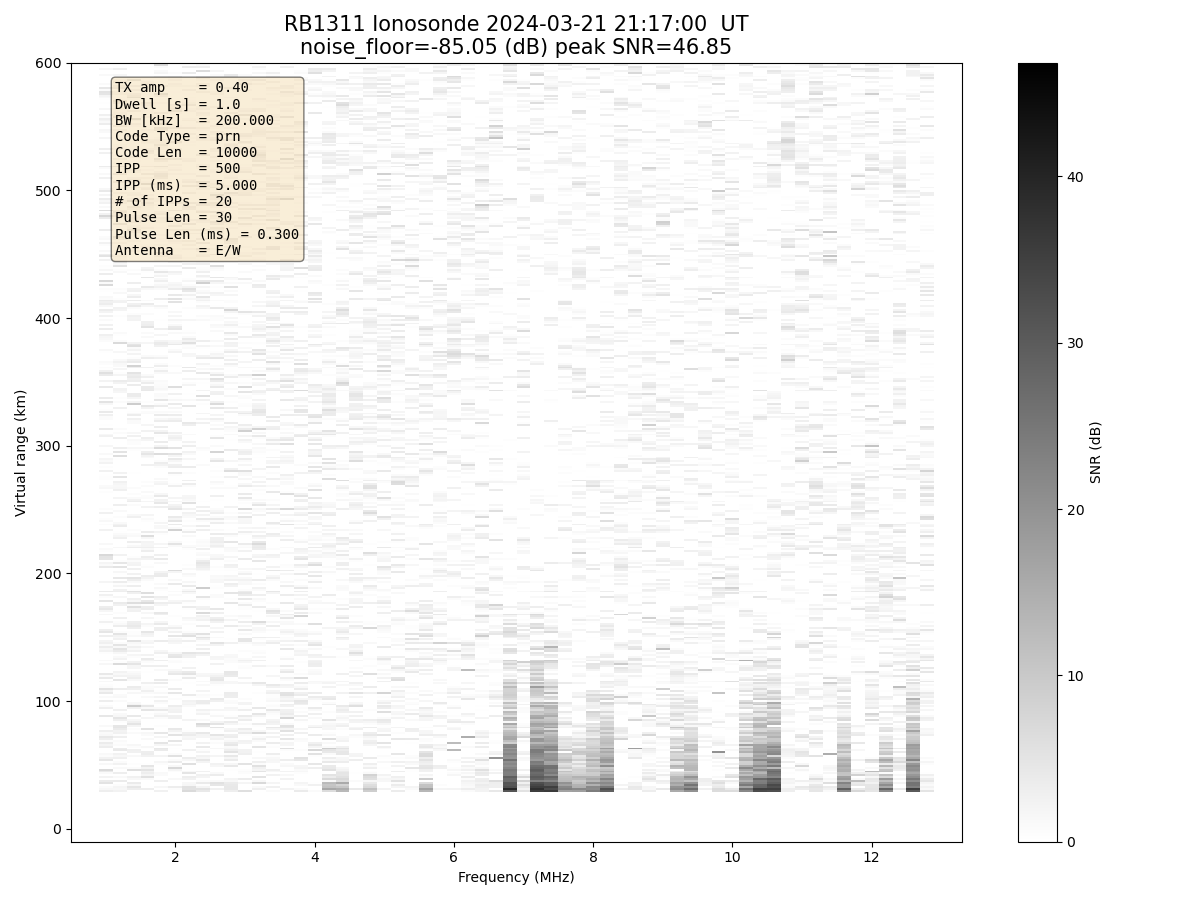 RB1311 Ionosonde 2024-03-21 21:17:00  UT
noise_floor=-85.05 (dB) peak SNR=46.85
TX amp    = 0.40
Dwell [s] = 1.0
BW [kHz]  = 200.000
Code Type = prn
Code Len  = 10000
IPP       = 500
IPP (ms)  = 5.000
# of IPPs = 20
Pulse Len = 30
Pulse Len (ms) = 0.300
Antenna   = E/W
Virtual range (km)
600
500
400
300
200
100
0
2 4 6 8 10 12
Frequency (MHz)
40
30
20
10
0
SNR (dB)